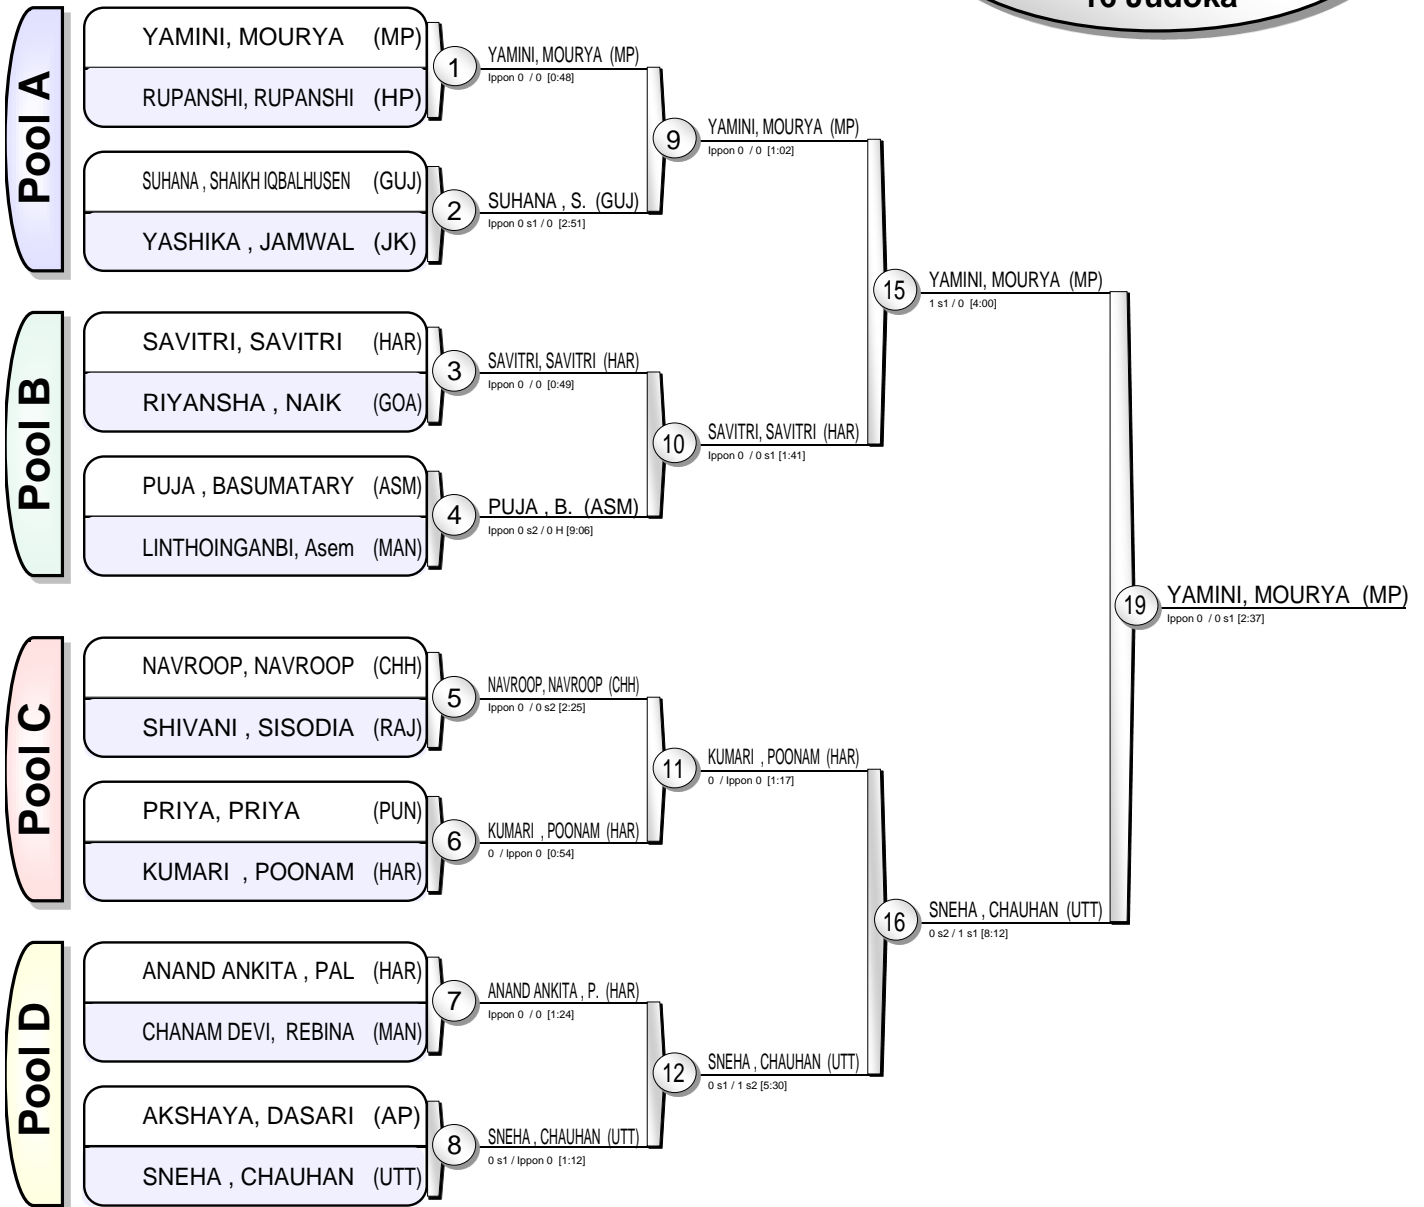 16 Judoka
Pool A
YAMINI, MOURYA (MP)
RUPANSHI, RUPANSHI (HP)
1
YAMINI, MOURYA (MP)
Ippon 0 / 0 [0:48]
SUHANA , SHAIKH IQBALHUSEN (GUJ)
YASHIKA , JAMWAL (JK)
2
SUHANA , S. (GUJ)
Ippon 0 s1 / 0 [2:51]
9
YAMINI, MOURYA (MP)
Ippon 0 / 0 [1:02]
Pool B
SAVITRI, SAVITRI (HAR)
RIYANSHA , NAIK (GOA)
3
SAVITRI, SAVITRI (HAR)
Ippon 0 / 0 [0:49]
PUJA , BASUMATARY (ASM)
LINTHOINGANBI, Asem (MAN)
4
PUJA , B. (ASM)
Ippon 0 s2 / 0 H [9:06]
10
SAVITRI, SAVITRI (HAR)
Ippon 0 / 0 s1 [1:41]
15
YAMINI, MOURYA (MP)
1 s1 / 0 [4:00]
Pool C
NAVROOP, NAVROOP (CHH)
SHIVANI , SISODIA (RAJ)
5
NAVROOP, NAVROOP (CHH)
Ippon 0 / 0 s2 [2:25]
PRIYA, PRIYA (PUN)
KUMARI , POONAM (HAR)
6
KUMARI , POONAM (HAR)
0 / Ippon 0 [0:54]
11
KUMARI , POONAM (HAR)
0 / Ippon 0 [1:17]
Pool D
ANAND ANKITA , PAL (HAR)
CHANAM DEVI, REBINA (MAN)
7
ANAND ANKITA , P. (HAR)
Ippon 0 / 0 [1:24]
AKSHAYA, DASARI (AP)
SNEHA , CHAUHAN (UTT)
8
SNEHA , CHAUHAN (UTT)
0 s1 / Ippon 0 [1:12]
12
SNEHA , CHAUHAN (UTT)
0 s1 / 1 s2 [5:30]
16
SNEHA , CHAUHAN (UTT)
0 s2 / 1 s1 [8:12]
19
YAMINI, MOURYA (MP)
Ippon 0 / 0 s1 [2:37]